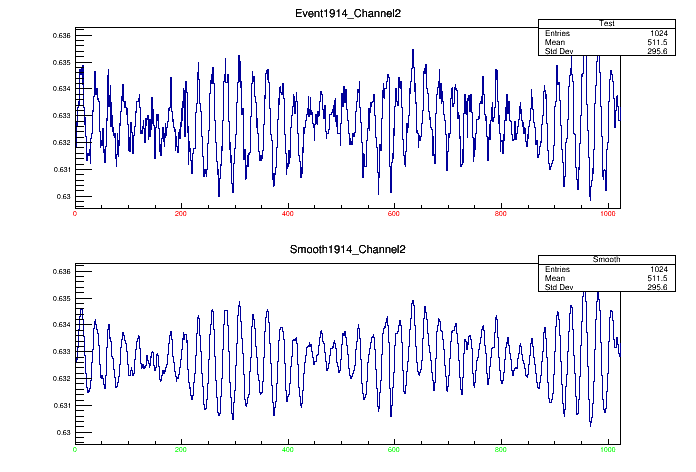 Event1914_Channel2
Test
Entries 1024
Mean 511.5
Std Dev 295.6
0.636
0.635
0.634
0.633
0.632
0.631
0.63
0 200 400 600 800 1000
Smooth1914_Channel2
Smooth
Entries 1024
Mean 511.5
Std Dev 295.6
0.636
0.635
0.634
0.633
0.632
0.631
0.63
0 200 400 600 800 1000